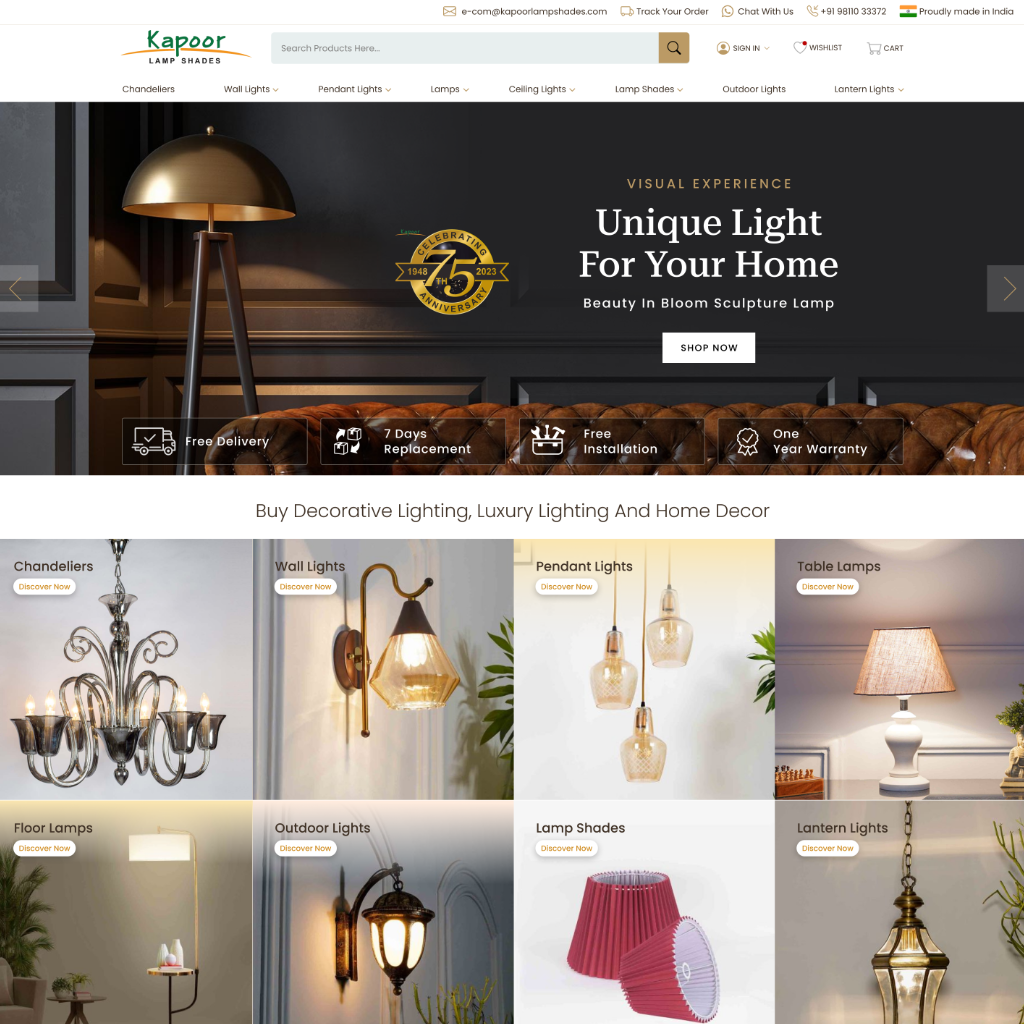 e-com@kapoorlampshades.com Track Your Order Chat With Us +91 98110 33372 Proudly made in India
Kapoor
LAMP SHADES
Search Products Here...
SIGN IN WISHLIST CART
Chandeliers Wall Lights Pendant Lights Lamps Ceiling Lights Lamp Shades Outdoor Lights Lantern Lights
VISUAL EXPERIENCE
Unique Light
For Your Home
Beauty In Bloom Sculpture Lamp
SHOP NOW
Kapoor
CELEBRATING
1948 75TH 2023
ANNIVERSARY
Free Delivery
7 Days
Replacement
Free
Installation
One
Year Warranty
Buy Decorative Lighting, Luxury Lighting And Home Decor
Chandeliers
Discover Now
Wall Lights
Discover Now
Pendant Lights
Discover Now
Table Lamps
Discover Now
Floor Lamps
Discover Now
Outdoor Lights
Discover Now
Lamp Shades
Discover Now
Lantern Lights
Discover Now